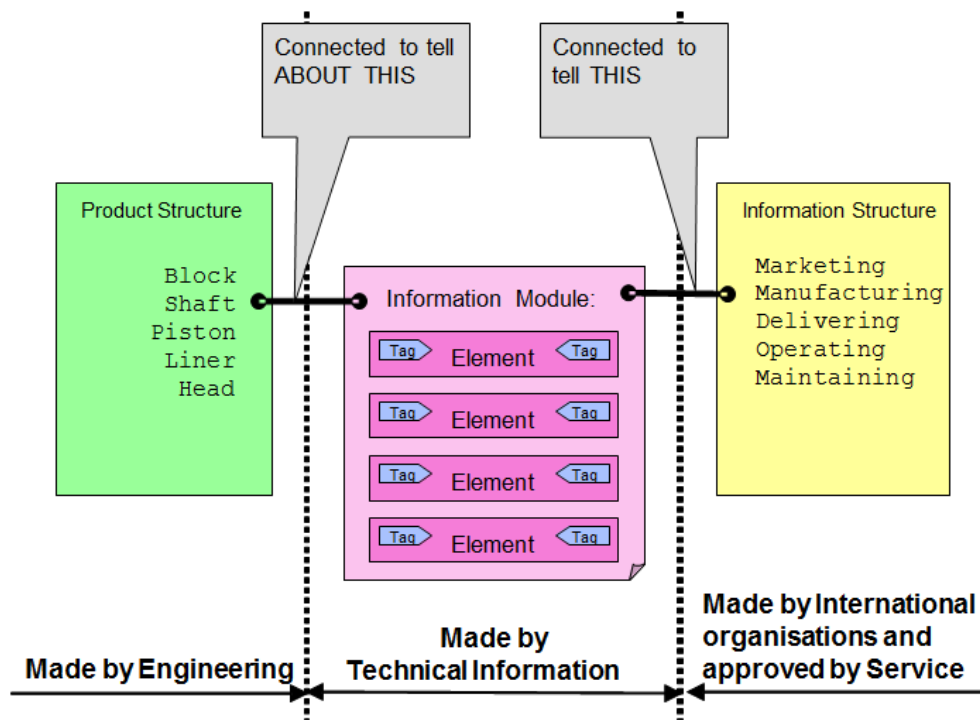 Connected to tell
ABOUT THIS
Connected to
tell THIS
Product Structure
Block
Shaft
Piston
Liner
Head
Information Module:
Tag Element Tag
Tag Element Tag
Tag Element Tag
Tag Element Tag
Information Structure
Marketing
Manufacturing
Delivering
Operating
Maintaining
Made by Engineering
Made by
Technical Information
Made by International
organisations and
approved by Service